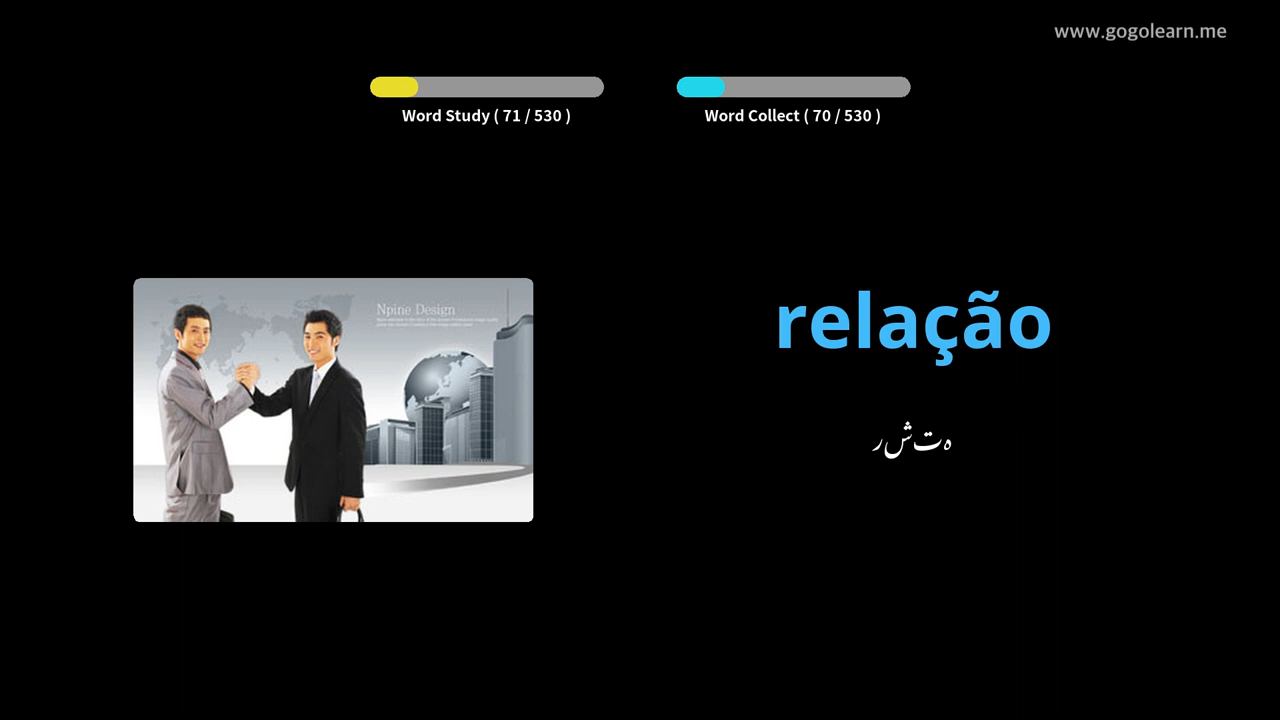 www.gogolearn.me
Word Study ( 71 / 530 )
Word Collect ( 70 / 530 )
Npine Design
relação
رشتہ